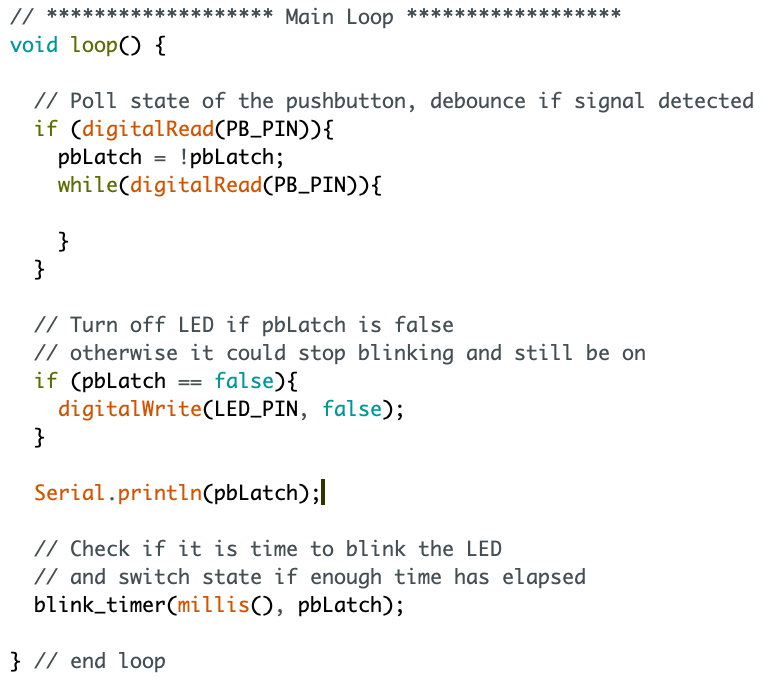 // ******************* Main Loop ******************
void loop() {
// Poll state of the pushbutton, debounce if signal detected
if (digitalRead(PB_PIN)){
pbLatch = !pbLatch;
while(digitalRead(PB_PIN)){
}
}
// Turn off LED if pbLatch is false
// otherwise it could stop blinking and still be on
if (pbLatch == false){
digitalWrite(LED_PIN, false);
}
Serial.println(pbLatch);
// Check if it is time to blink the LED
// and switch state if enough time has elapsed
blink_timer(millis(), pbLatch);
} // end loop